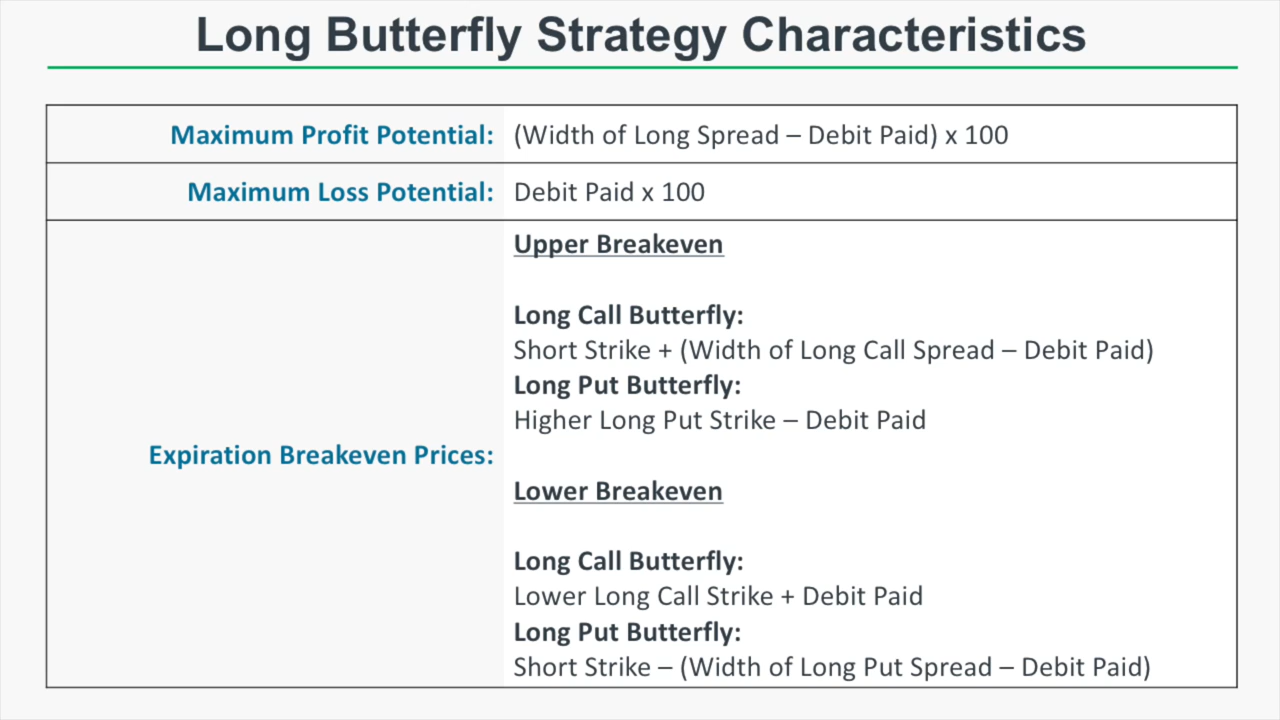 Long Butterfly Strategy Characteristics
Maximum Profit Potential: (Width of Long Spread – Debit Paid) x 100
Maximum Loss Potential: Debit Paid x 100
Expiration Breakeven Prices:
Upper Breakeven
Long Call Butterfly:
Short Strike + (Width of Long Call Spread – Debit Paid)
Long Put Butterfly:
Higher Long Put Strike – Debit Paid
Lower Breakeven
Long Call Butterfly:
Lower Long Call Strike + Debit Paid
Long Put Butterfly:
Short Strike – (Width of Long Put Spread – Debit Paid)